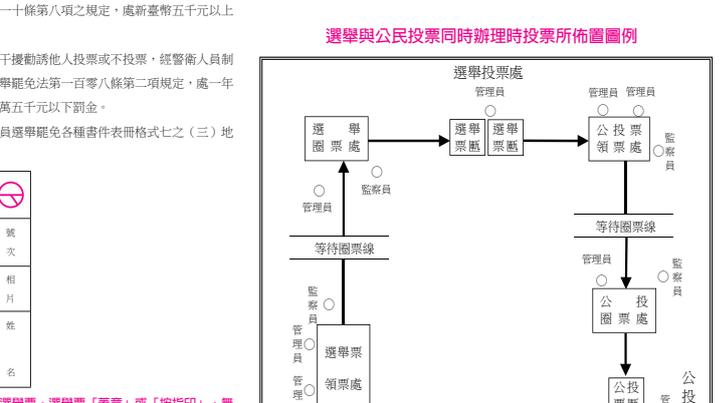 一十條第八項之規定，處新臺幣五千元以上
干擾勸誘他人投票或不投票，經警衛人員制
舉罷免法第一百零八條第二項規定，處一年
萬五千元以下罰金。
員選舉罷免各種書件表冊格式七之（三）地
號次
相片
姓名
選舉與公民投票同時辦理時投票所佈置圖例
選舉投票處
管理員
管理員 管理員
選舉
圈票處
選舉
票匭
選舉
票匭
公投票
領票處
監察員
管理員
監察員
等待圈票線
等待圈票線
管理員
監察員
公投
圈票處
監察員
管理員
選舉票
領票處
管理
公投
票匭
公投
管